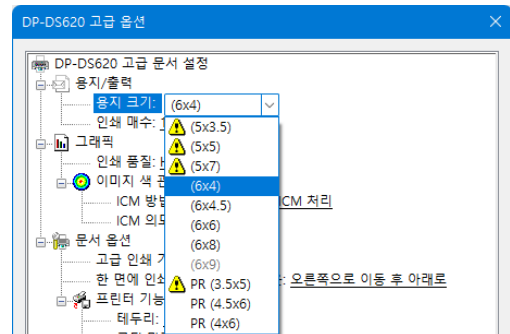 DP-DS620 고급 옵션
DP-DS620 고급 문서 설정
용지/출력
용지 크기: (6x4)
인쇄 매수:
(5x3.5)
그래픽
(5x5)
인쇄 품질:
(5x7)
이미지 색
(6x4)
ICM
(6x4.5)
CM 처리
ICM
(6x6)
문서 옵션
(6x8)
고급 인쇄
(6x9)
한 면에 인쇄
PR (3.5x5)
오른쪽으로 이동 후 아래로
프린터 기능
PR (4.5x6)
테두리:
PR (4x6)